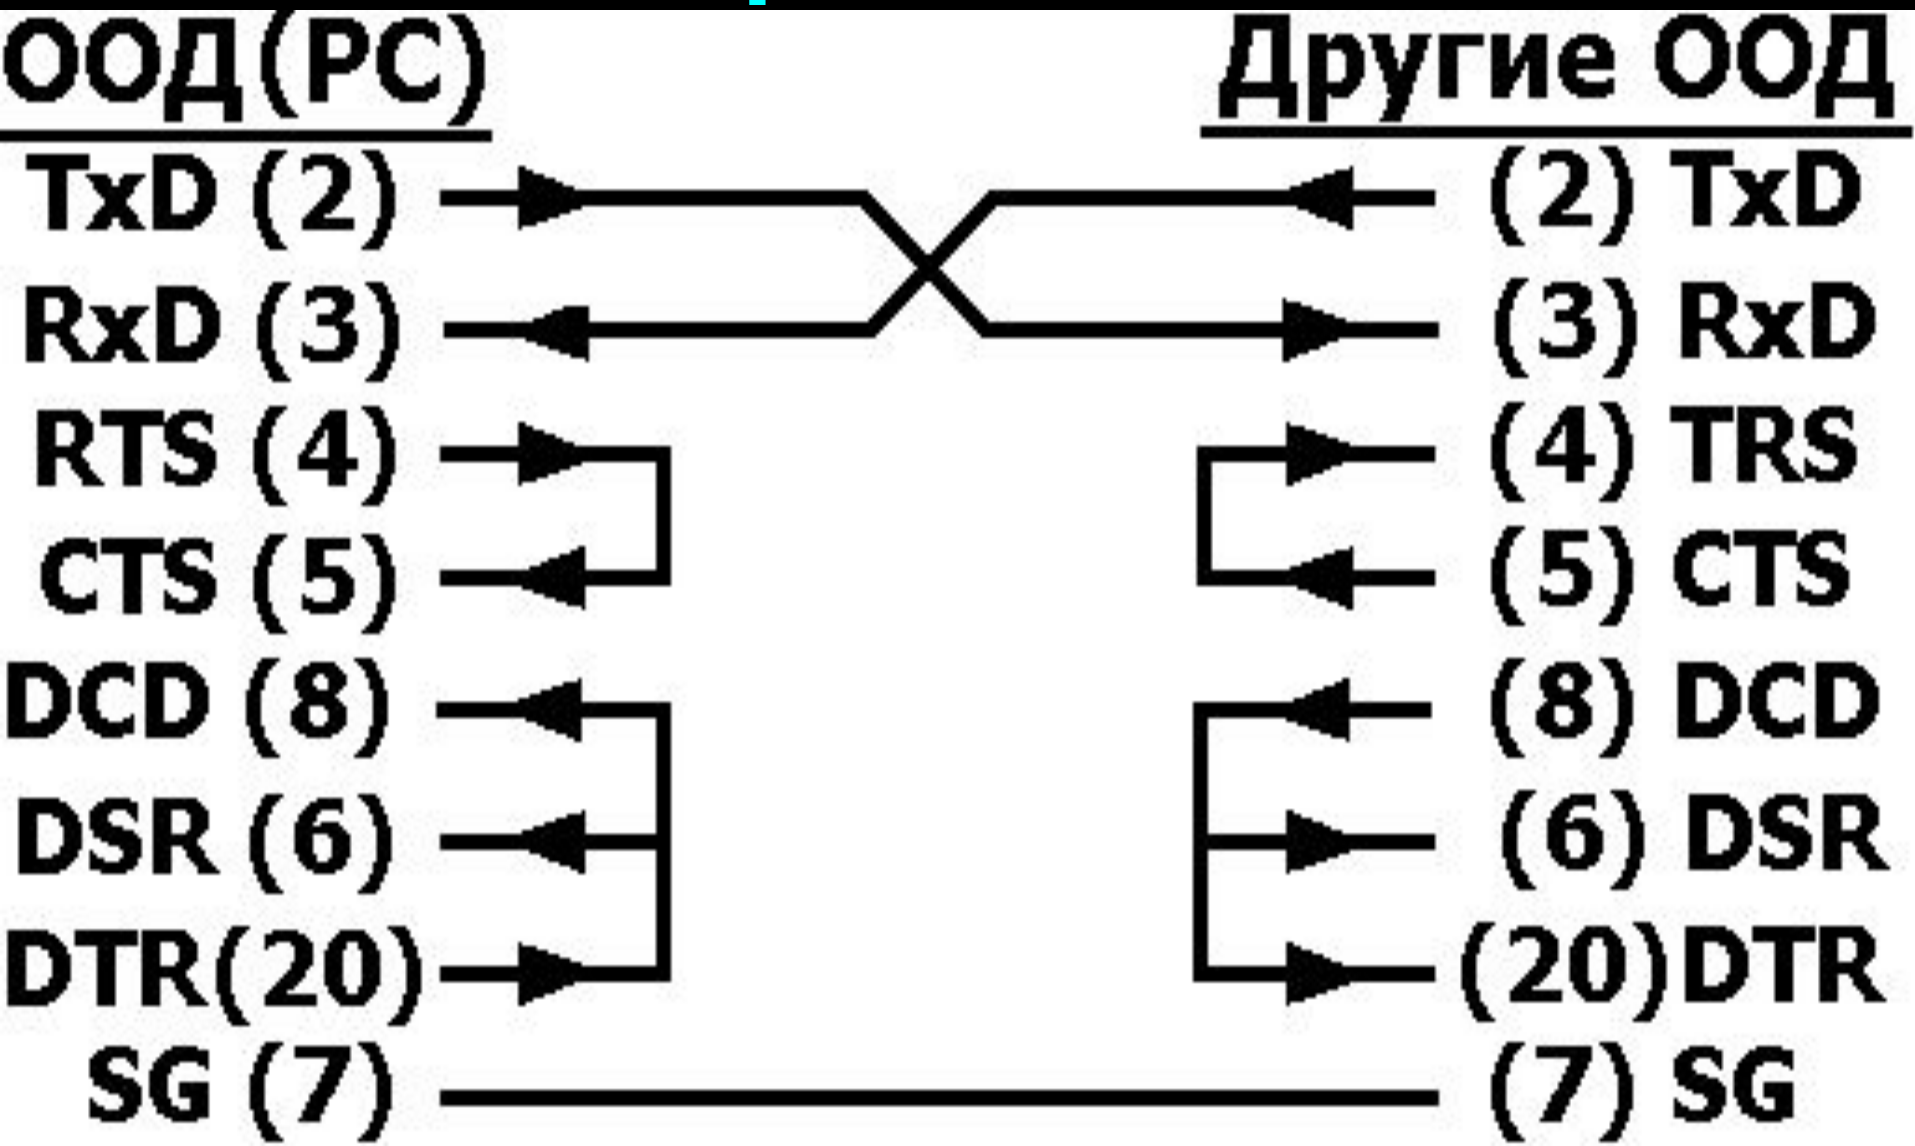 ООД(PC) Другие ООД
TxD (2) (2) TxD
RxD (3) (3) RxD
RTS (4) (4) TRS
CTS (5) (5) CTS
DCD (8) (8) DCD
DSR (6) (6) DSR
DTR(20) (20)DTR
SG (7) (7) SG